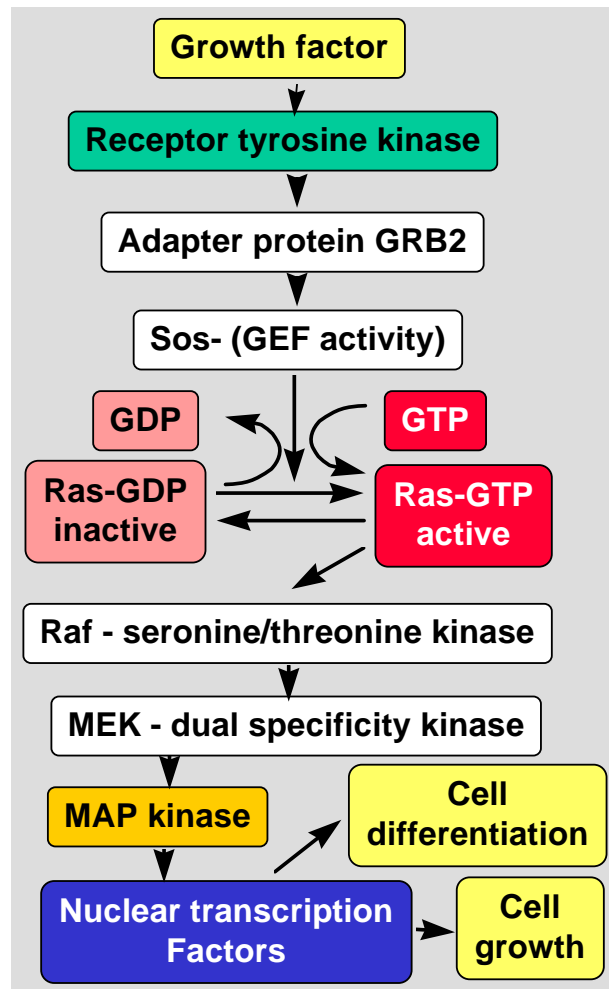 Growth factor
Receptor tyrosine kinase
Adapter protein GRB2
Sos- (GEF activity)
GDP
GTP
Ras-GDP
inactive
Ras-GTP
active
Raf - seronine/threonine kinase
MEK - dual specificity kinase
MAP kinase
Cell
differentiation
Nuclear transcription
Factors
Cell
growth